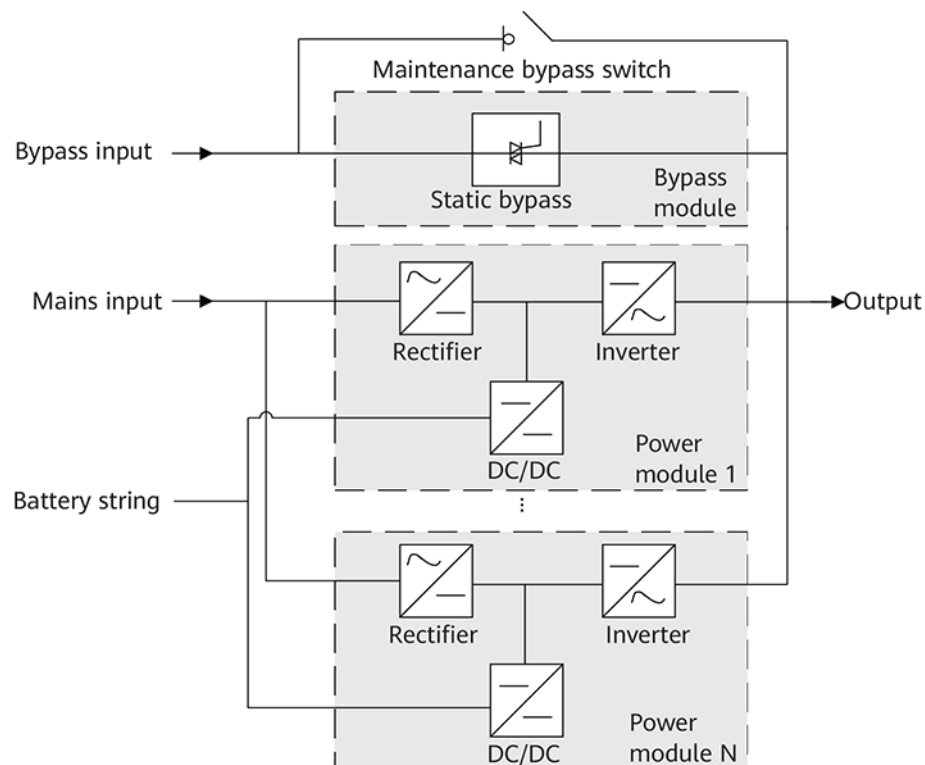 Maintenance bypass switch
Bypass input
Static bypass
Bypass
module
Mains input
Rectifier
Inverter
Output
DC/DC
Power
module 1
Battery string
Rectifier
Inverter
DC/DC
Power
module N